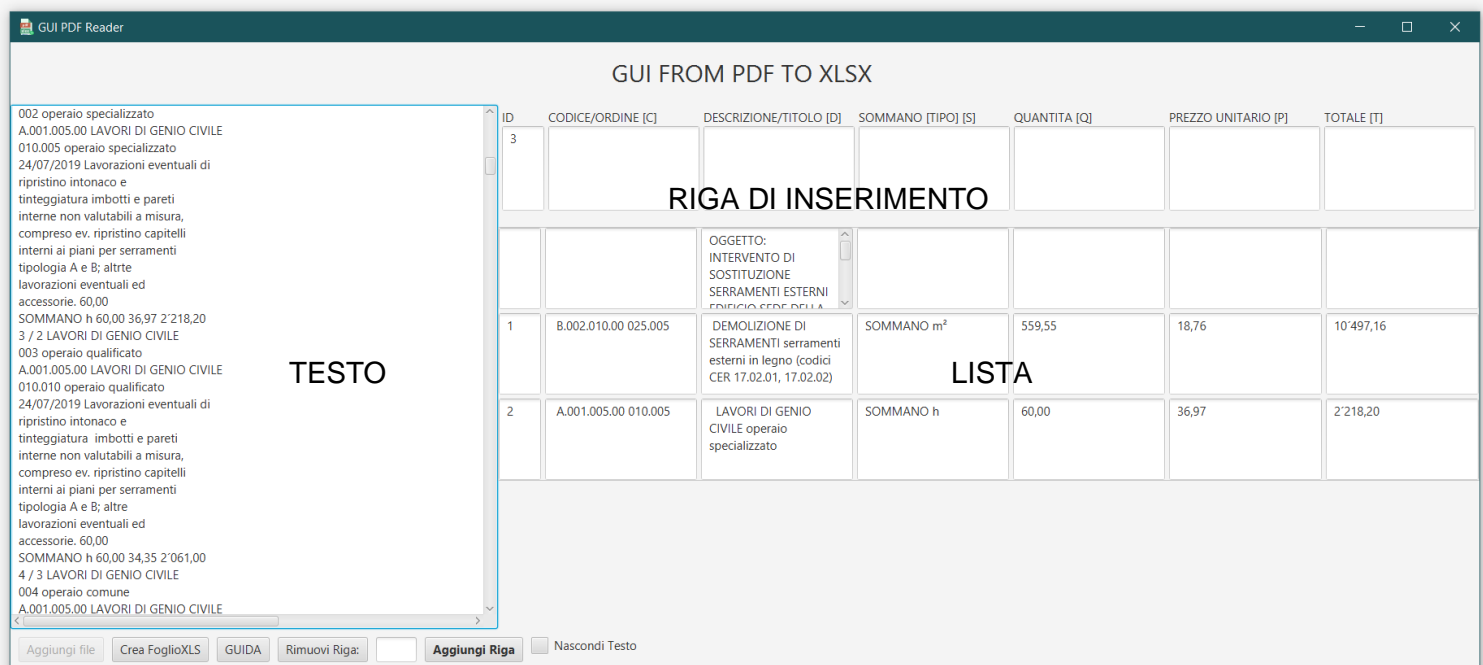 GUI PDF Reader
GUI FROM PDF TO XLSX
002 operaio specializzato
A.001.005.00 LAVORI DI GENIO CIVILE
010.005 operaio specializzato
24/07/2019 Lavorazioni eventuali di
ripristino intonaco e
tinteggiatura imbotti e pareti
interne non valutabili a misura,
compreso ev. ripristino capitelli
interni ai piani per serramenti
tipologia A e B; altrte
lavorazioni eventuali ed
accessorie. 60,00
SOMMANO h 60,00 36,97 2´218,20
3 / 2 LAVORI DI GENIO CIVILE
003 operaio qualificato
A.001.005.00 LAVORI DI GENIO CIVILE
010.010 operaio qualificato
24/07/2019 Lavorazioni eventuali di
ripristino intonaco e
tinteggiatura  imbotti e pareti
interne non valutabili a misura,
compreso ev. ripristino capitelli
interni ai piani per serramenti
tipologia A e B; altre
lavorazioni eventuali ed
accessorie. 60,00
SOMMANO h 60,00 34,35 2´061,00
4 / 3 LAVORI DI GENIO CIVILE
004 operaio comune
A.001.005.00 LAVORI DI GENIO CIVILE
TESTO
ID CODICE/ORDINE [C] DESCRIZIONE/TITOLO [D] SOMMANO [TIPO] [S] QUANTITA [Q] PREZZO UNITARIO [P] TOTALE [T]
3
RIGA DI INSERIMENTO
OGGETTO:
INTERVENTO DI
SOSTITUZIONE
SERRAMENTI ESTERNI
EDIFICIO SEDE DELLA
1 B.002.010.00 025.005 DEMOLIZIONE DI SOMMANO m² 559,55 18,76 10´497,16
SERRAMENTI serramenti
esterni in legno (codici
CER 17.02.01, 17.02.02)
LISTA
2 A.001.005.00 010.005 LAVORI DI GENIO SOMMANO h 60,00 36,97 2´218,20
CIVILE operaio
specializzato
Aggiungi file Crea FoglioXLS GUIDA Rimuovi Riga: Aggiungi Riga Nascondi Testo